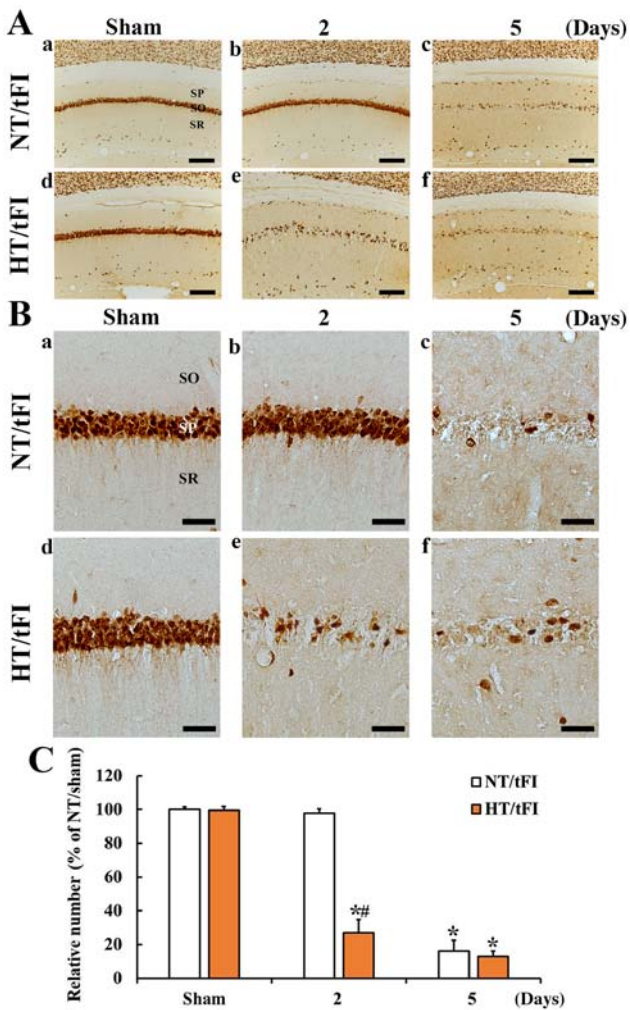 A Sham 2 5 (Days)
NT/tFI
a b c
SP
SO
SR
HT/tFI
d e f
B Sham 2 5 (Days)
NT/tFI
a b c
SO
SP
SR
HT/tFI
d e f
C
Relative number (% of NT/sham)
120
100
80
60
40
20
0
NT/tFI
HT/tFI
*#
*
*
Sham 2 5 (Days)